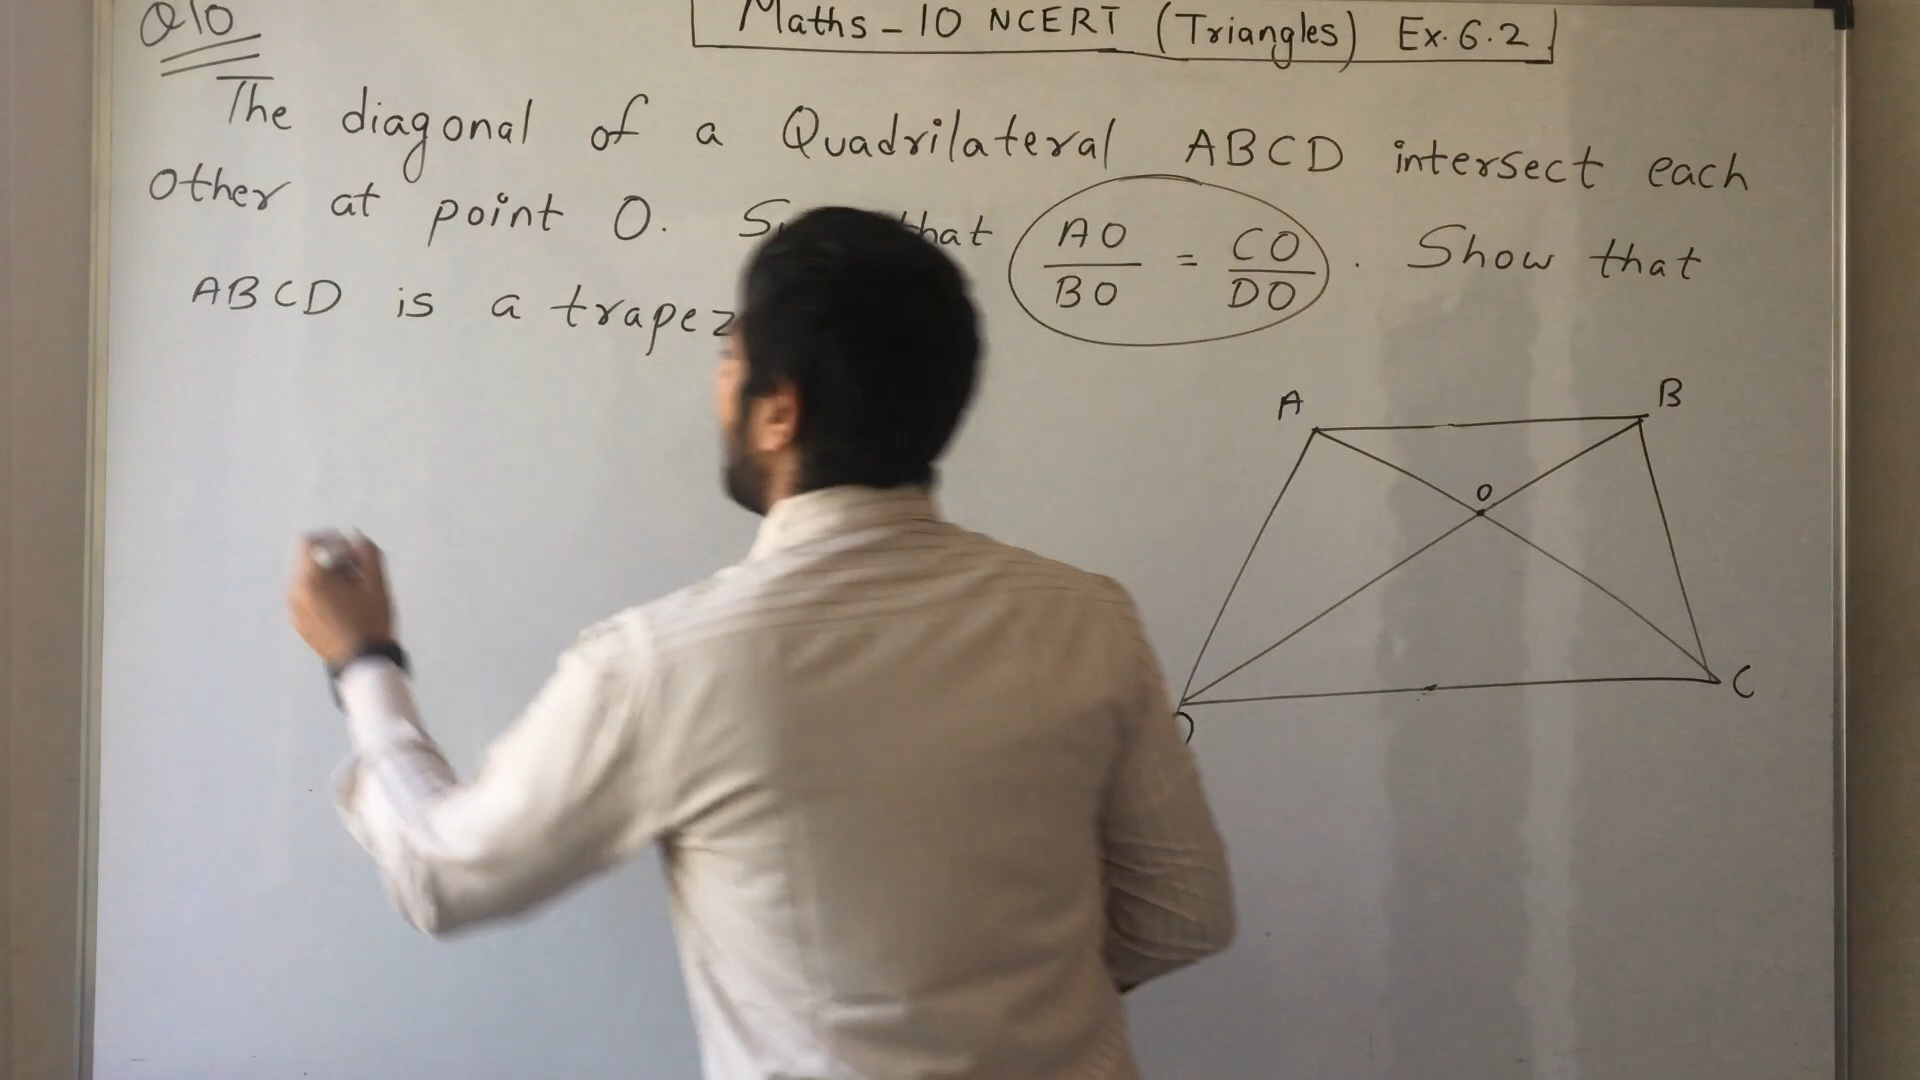 Q10
Maths - 10 NCERT (Triangles) Ex. 6.2
The diagonal of a Quadrilateral ABCD intersect each
other at point O. that AO/BO = CO/DO. Show that
ABCD is a
A
B
O
C